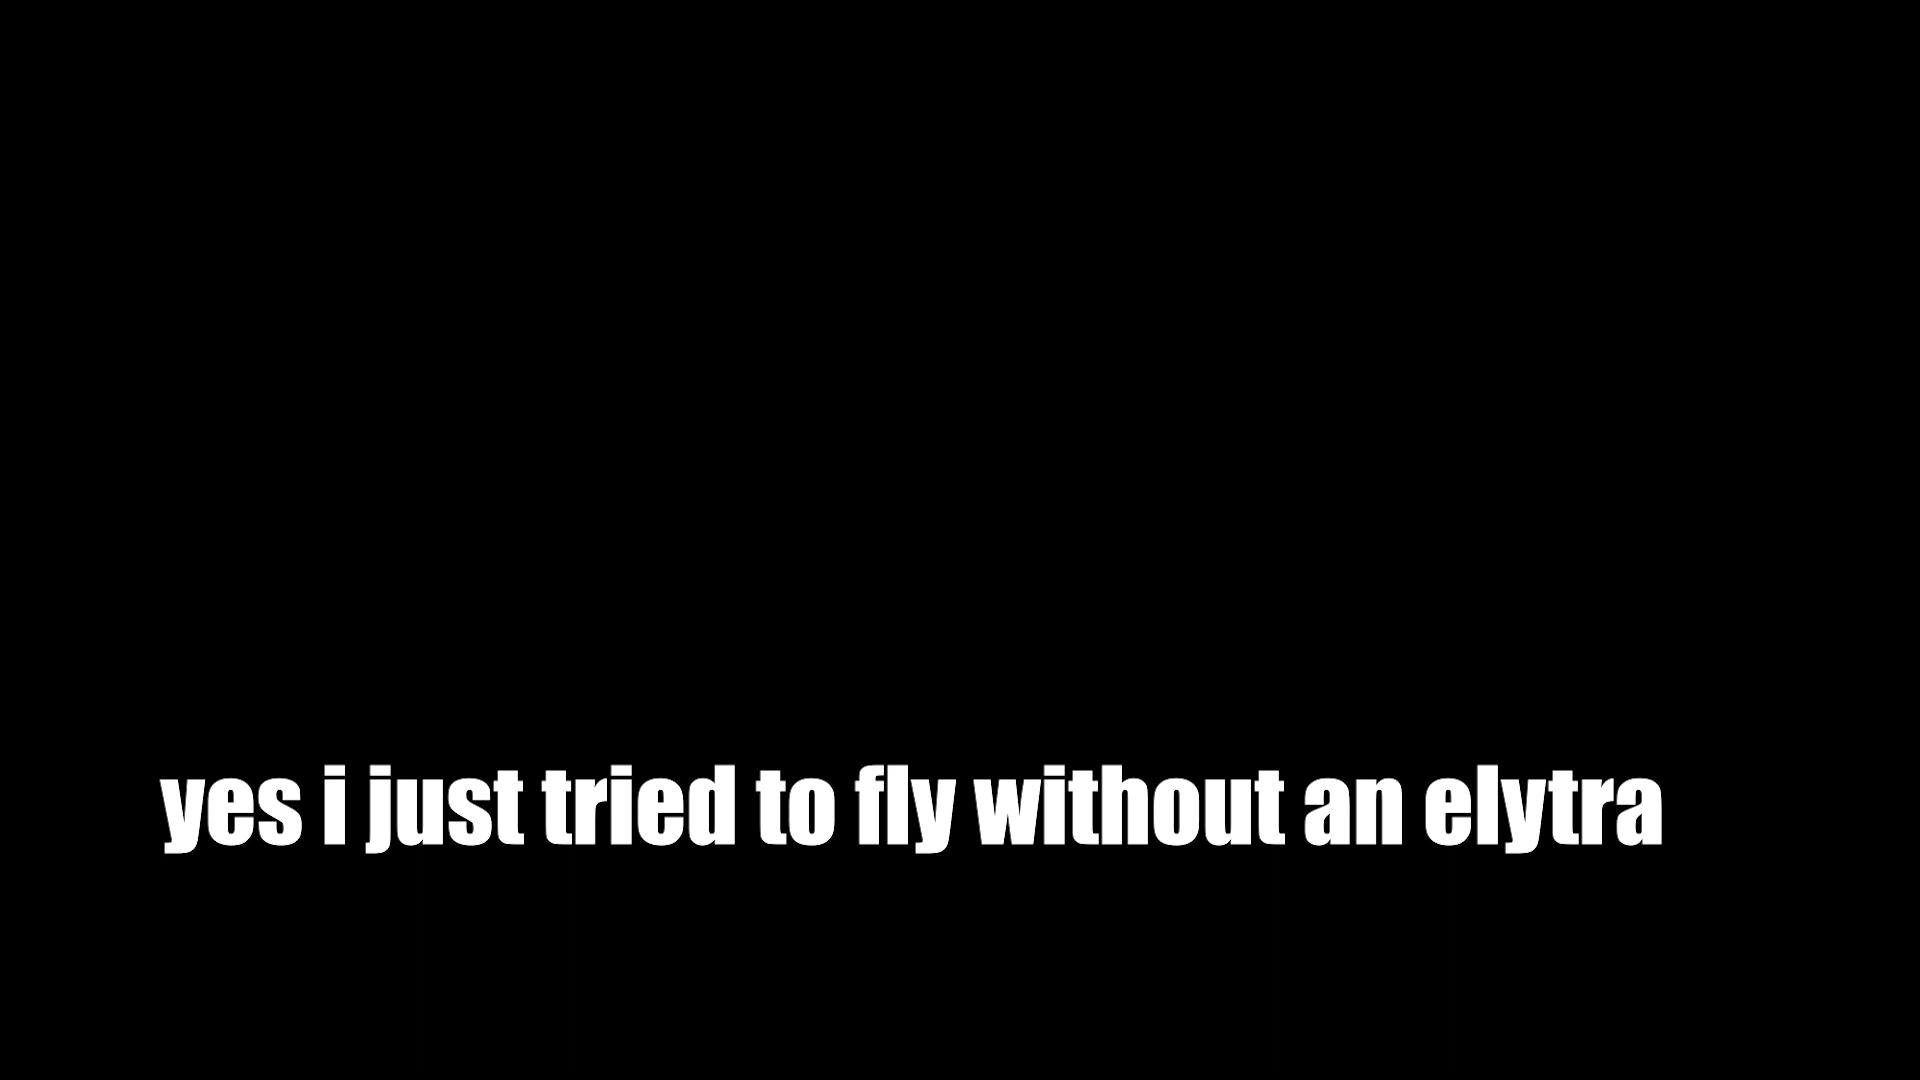 yes i just tried to fly without an elytra